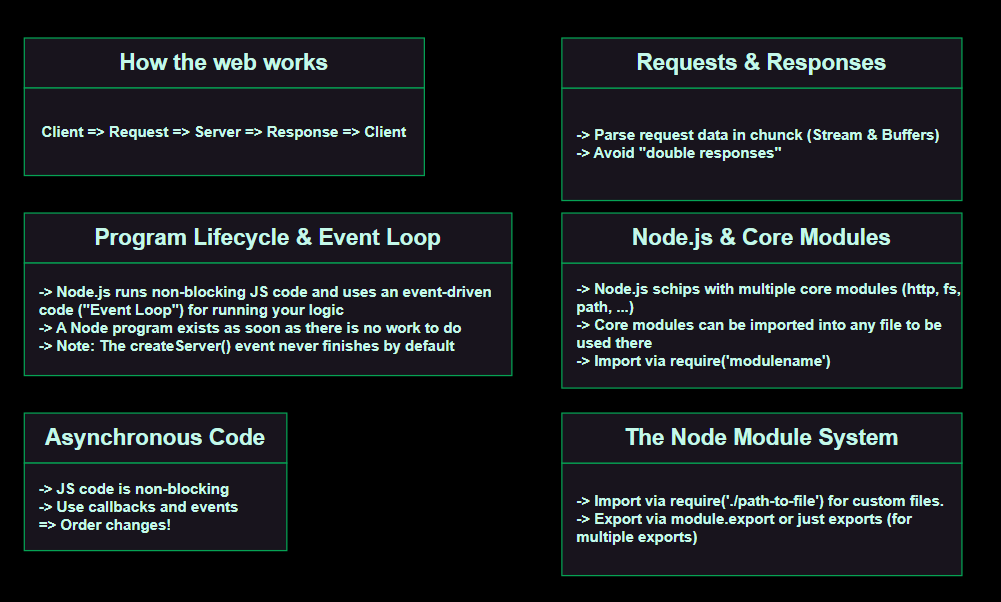 How the web works
Client => Request => Server => Response => Client
Requests & Responses
-> Parse request data in chunck (Stream & Buffers)
-> Avoid "double responses"
Program Lifecycle & Event Loop
-> Node.js runs non-blocking JS code and uses an event-driven
code ("Event Loop") for running your logic
-> A Node program exists as soon as there is no work to do
-> Note: The createServer() event never finishes by default
Node.js & Core Modules
-> Node.js schips with multiple core modules (http, fs,
path, ...)
-> Core modules can be imported into any file to be
used there
-> Import via require('modulename')
Asynchronous Code
-> JS code is non-blocking
-> Use callbacks and events
=> Order changes!
The Node Module System
-> Import via require('./path-to-file') for custom files.
-> Export via module.export or just exports (for
multiple exports)